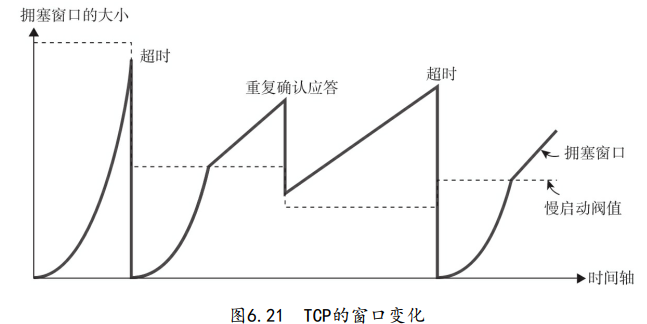 拥塞窗口的大小
超时
重复确认应答
超时
拥塞窗口
慢启动阀值
时间轴
图6.21 TCP的窗口变化